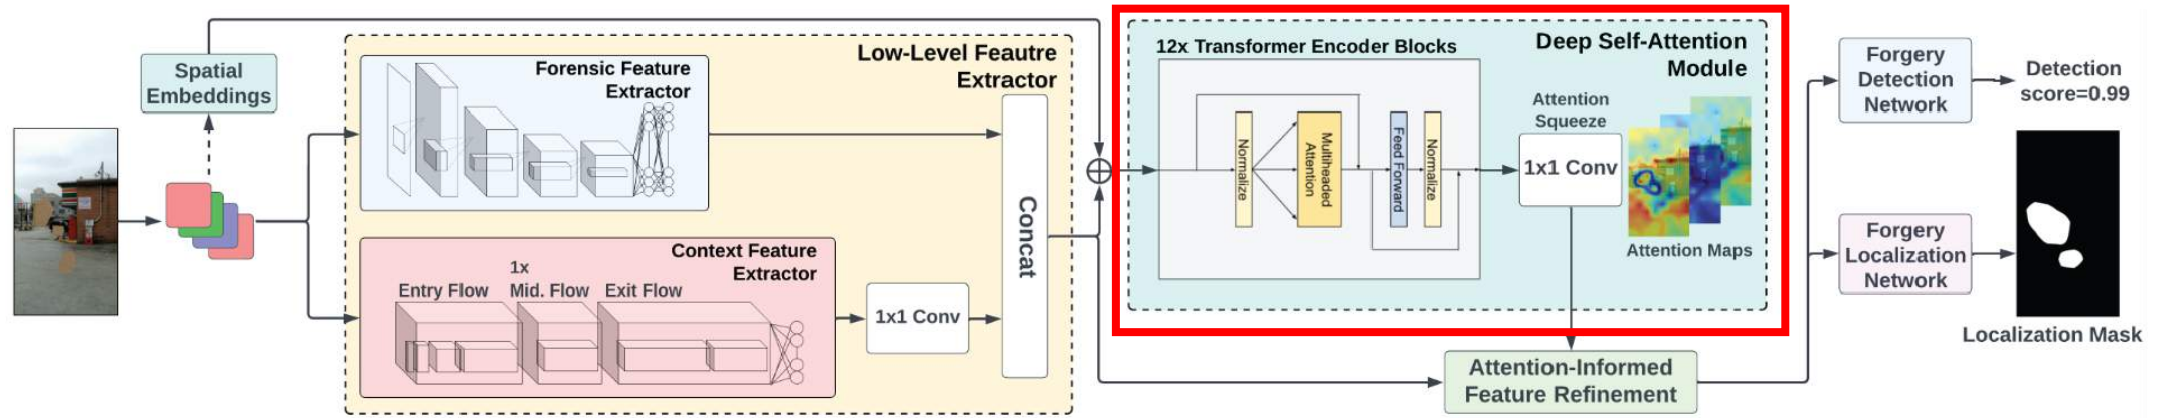 Spatial
Embeddings
Low-Level Feautre
Extractor
Forensic Feature
Extractor
Context Feature
Extractor
Entry Flow
1x
Mid. Flow
Exit Flow
1x1 Conv
Concat
12x Transformer Encoder Blocks
Deep Self-Attention
Module
Normalize
Multiheaded
Attention
Feed Forward
Normalize
Attention
Squeeze
1x1 Conv
Attention Maps
Attention-Informed
Feature Refinement
Forgery
Detection
Network
Detection
score=0.99
Forgery
Localization
Network
Localization Mask